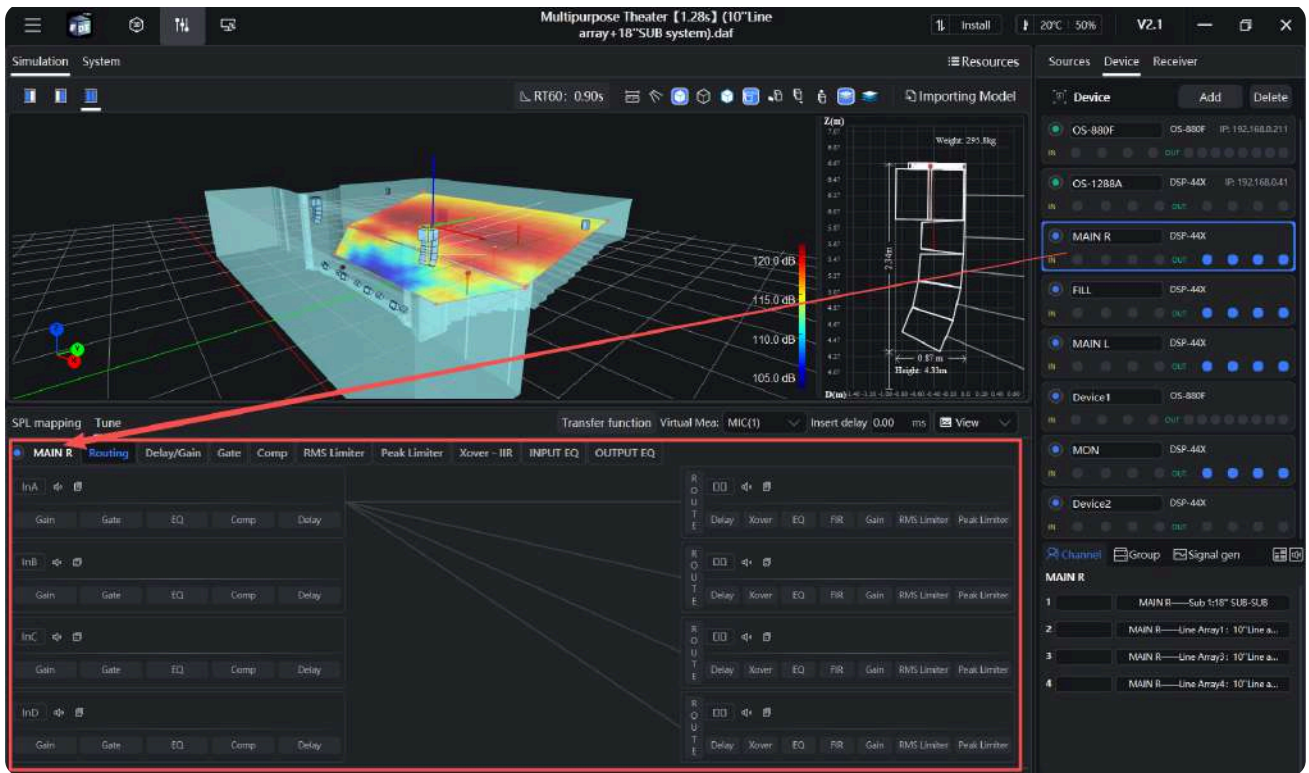 Multipurpose Theater【1.28s】(10"Line
array+18"SUB system).daf
Install
20℃ 50%
V2.1
Simulation System
Resources
RT60: 0.90s
Importing Model
Z(m)
Weight: 295.1kg
2.34m
0.87 m
Height: 4.33m
D(m)
120.0 dB
115.0 dB
110.0 dB
105.0 dB
SPL mapping Tune
Transfer function Virtual Mea: MIC(1) Insert delay 0.00 ms View
MAIN R Routing Delay/Gain Gate Comp RMS Limiter Peak Limiter Xover-IIR INPUT EQ OUTPUT EQ
InA
Gain Gate EQ Comp Delay
ROUTE
Delay Xover EQ FIR Gain RMS Limiter Peak Limiter
InB
Gain Gate EQ Comp Delay
ROUTE
Delay Xover EQ FIR Gain RMS Limiter Peak Limiter
InC
Gain Gate EQ Comp Delay
ROUTE
Delay Xover EQ FIR Gain RMS Limiter Peak Limiter
InD
Gain Gate EQ Comp Delay
ROUTE
Delay Xover EQ FIR Gain RMS Limiter Peak Limiter
Sources Device Receiver
Device Add Delete
OS-880F OS-880F IP: 192.168.0.211
IN OUT
OS-1288A DSP-44X IP: 192.168.0.41
IN OUT
MAIN R DSP-44X
IN OUT
FILL DSP-44X
IN OUT
MAIN L DSP-44X
IN OUT
Device1 OS-880F
IN OUT
MON DSP-44X
IN OUT
Device2 DSP-44X
IN OUT
Channel Group Signal gen
MAIN R
1 MAIN R——Sub 1:18" SUB-SUB
2 MAIN R——Line Array1: 10"Line a...
3 MAIN R——Line Array3: 10"Line a...
4 MAIN R——Line Array4: 10"Line a...